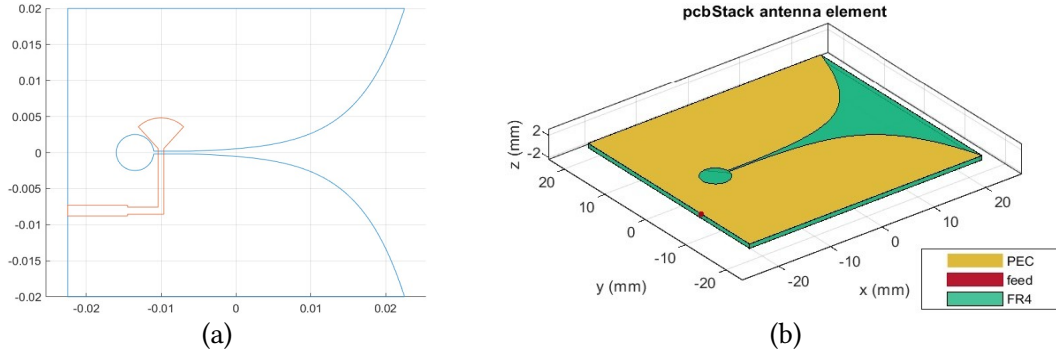 0.02
0.015
0.01
0.005
0
-0.005
-0.01
-0.015
-0.02
-0.02 -0.01 0 0.01 0.02
(a)
pcbStack antenna element
z (mm)
2
-2
20
10
0
-10
-20
y (mm)
20
10
0
-10
-20
x (mm)
PEC
feed
FR4
(b)